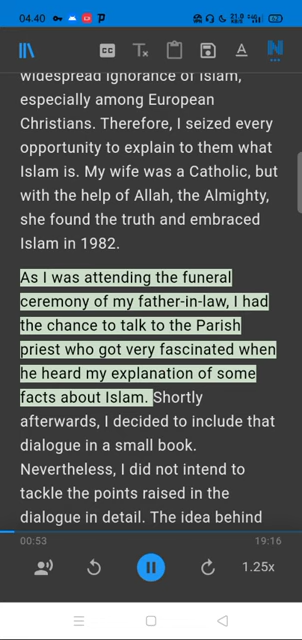 04.40
CC
widespread ignorance of Islam,
especially among European
Christians. Therefore, I seized every
opportunity to explain to them what
Islam is. My wife was a Catholic, but
with the help of Allah, the Almighty,
she found the truth and embraced
Islam in 1982.
As I was attending the funeral
ceremony of my father-in-law, I had
the chance to talk to the Parish
priest who got very fascinated when
he heard my explanation of some
facts about Islam. Shortly
afterwards, I decided to include that
dialogue in a small book.
Nevertheless, I did not intend to
tackle the points raised in the
dialogue in detail. The idea behind
00:53 19:16
1.25x